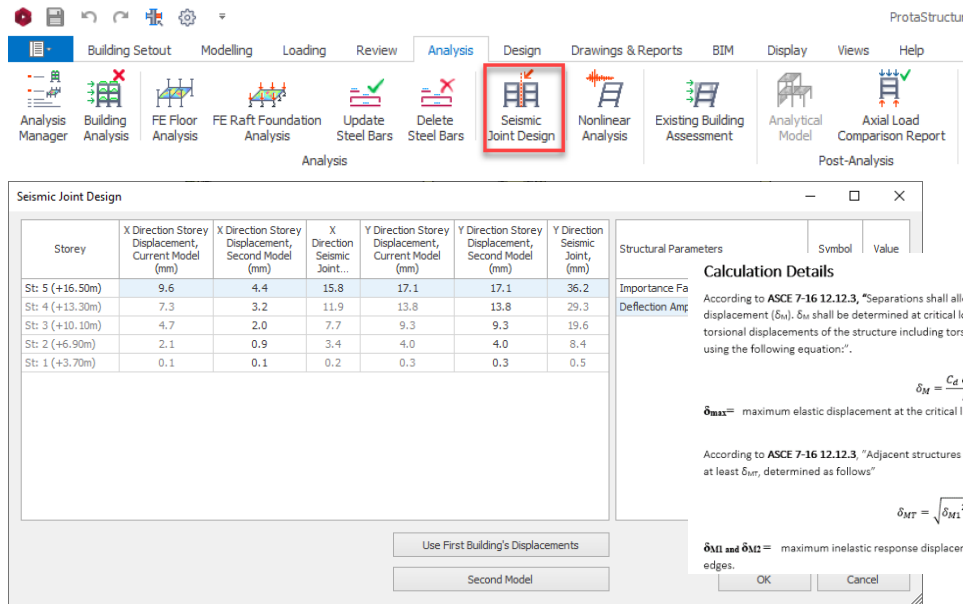 ProtaStructur
Building Setout Modelling Loading Review Analysis Design Drawings & Reports BIM Display Views Help
Analysis Manager
Building Analysis
FE Floor Analysis
FE Raft Foundation Analysis
Update Steel Bars
Delete Steel Bars
Seismic Joint Design
Nonlinear Analysis
Existing Building Assessment
Analytical Model
Axial Load Comparison Report
Analysis
Post-Analysis
Seismic Joint Design
Storey
X Direction Storey Displacement, Current Model (mm)
X Direction Storey Displacement, Second Model (mm)
X Direction Seismic Joint...
Y Direction Storey Displacement, Current Model (mm)
Y Direction Storey Displacement, Second Model (mm)
Y Direction Seismic Joint, (mm)
Structural Parameters Symbol Value
St: 5 (+16.50m) 9.6 4.4 15.8 17.1 17.1 36.2
St: 4 (+13.30m) 7.3 3.2 11.9 13.8 13.8 29.3
St: 3 (+10.10m) 4.7 2.0 7.7 9.3 9.3 19.6
St: 2 (+6.90m) 2.1 0.9 3.4 4.0 4.0 8.4
St: 1 (+3.70m) 0.1 0.1 0.2 0.3 0.3 0.5
Importance Fa
Deflection Amp
Calculation Details
According to ASCE 7-16 12.12.3, "Separations shall all
displacement (δM). δM shall be determined at critical l
torsional displacements of the structure including tors
using the following equation:".
δM = Cd
δmax= maximum elastic displacement at the critical l
According to ASCE 7-16 12.12.3, "Adjacent structures
at least δMT, determined as follows"
δMT = √δM1²
δM1 and δM2 = maximum inelastic response displacem
edges.
Use First Building's Displacements
Second Model
OK Cancel